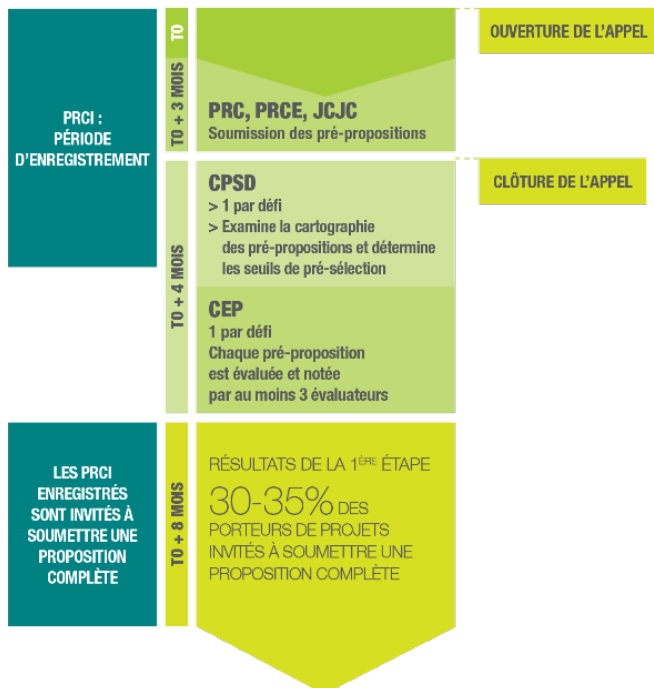 T0
OUVERTURE DE L'APPEL
PRCI :
PÉRIODE
D'ENREGISTREMENT
T0 + 3 MOIS
PRC, PRCE, JCJC
Soumission des pré-propositions
CLÔTURE DE L'APPEL
T0 + 4 MOIS
CPSD
> 1 par défi
> Examine la cartographie
des pré-propositions et détermine
les seuils de pré-sélection
CEP
1 par défi
Chaque pré-proposition
est évaluée et notée
par au moins 3 évaluateurs
LES PRCI
ENREGISTRÉS
SONT INVITÉS À
SOUMETTRE UNE
PROPOSITION
COMPLÈTE
T0 + 8 MOIS
RÉSULTATS DE LA 1ÈRE ÉTAPE
30-35% DES
PORTEURS DE PROJETS
INVITÉS À SOUMETTRE UNE
PROPOSITION COMPLÈTE